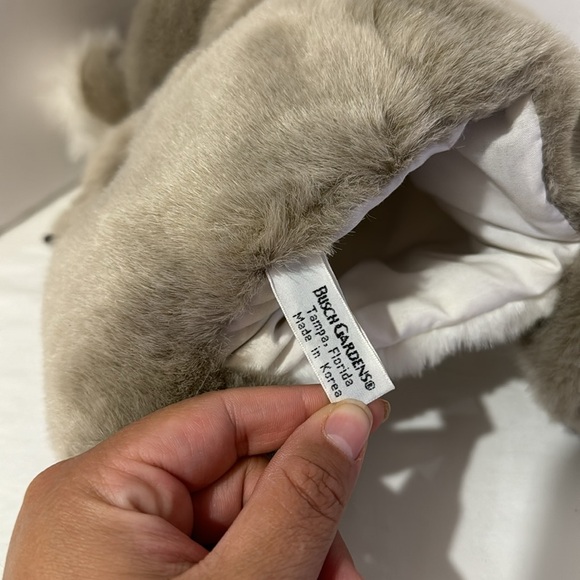 BUSCH GARDENS®
Tampa, Florida
Made in Korea